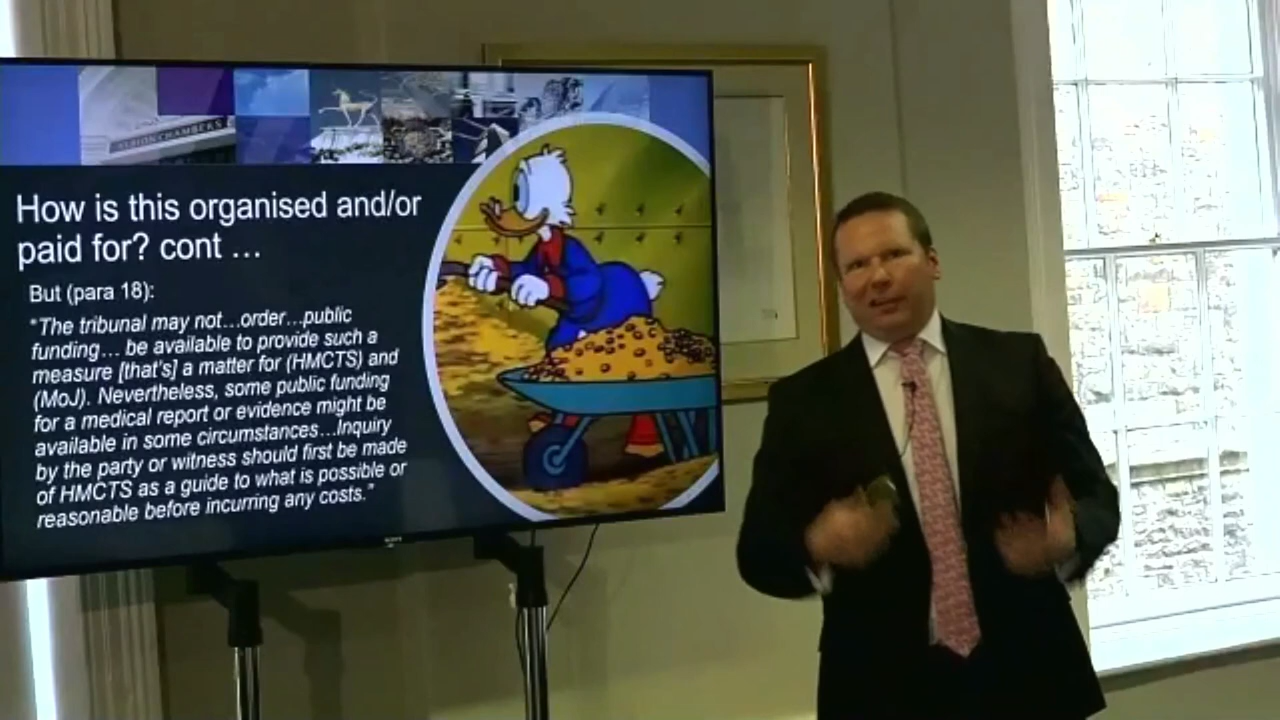 ALBION CHAMBERS
How is this organised and/or
paid for? cont ...
But (para 18):
"The tribunal may not...order...public
funding... be available to provide such a
measure [that's] a matter for (HMCTS) and
(MoJ). Nevertheless, some public funding
for a medical report or evidence might be
available in some circumstances...Inquiry
by the party or witness should first be made
of HMCTS as a guide to what is possible or
reasonable before incurring any costs."
SONY